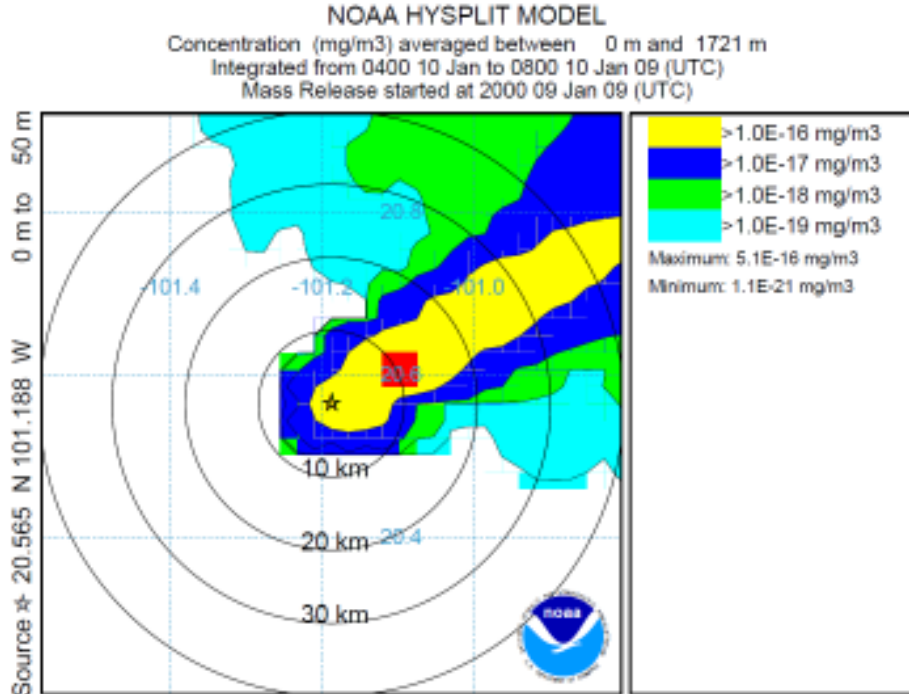 NOAA HYSPLIT MODEL
Concentration (mg/m3) averaged between 0 m and 1721 m
Integrated from 0400 10 Jan to 0800 10 Jan 09 (UTC)
Mass Release started at 2000 09 Jan 09 (UTC)
Source ☆ 20.565 N 101.188 W 0 m to 50 m
>1.0E-16 mg/m3
>1.0E-17 mg/m3
>1.0E-18 mg/m3
>1.0E-19 mg/m3
Maximum: 5.1E-16 mg/m3
Minimum: 1.1E-21 mg/m3
20.8
-101.4 -101.2 -101.0
20.6
10 km
20 km 20.4
30 km
noaa